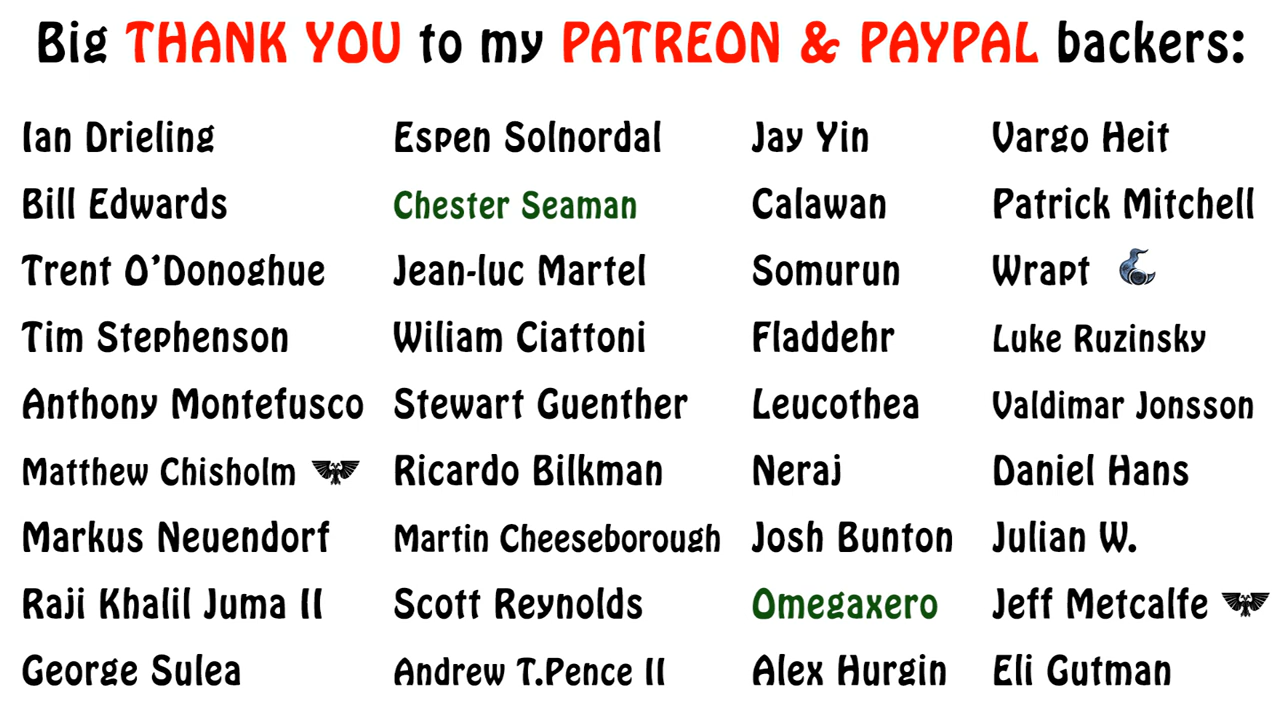 Big THANK YOU to my PATREON & PAYPAL backers:
Ian Drieling
Bill Edwards
Trent O'Donoghue
Tim Stephenson
Anthony Montefusco
Matthew Chisholm
Markus Neuendorf
Raji Khalil Juma II
George Sulea
Espen Solnordal
Chester Seaman
Jean-luc Martel
Wiliam Ciattoni
Stewart Guenther
Ricardo Bilkman
Martin Cheeseborough
Scott Reynolds
Andrew T.Pence II
Jay Yin
Calawan
Somurun
Fladdehr
Leucothea
Neraj
Josh Bunton
Omegaxero
Alex Hurgin
Vargo Heit
Patrick Mitchell
Wrapt
Luke Ruzinsky
Valdimar Jonsson
Daniel Hans
Julian W.
Jeff Metcalfe
Eli Gutman